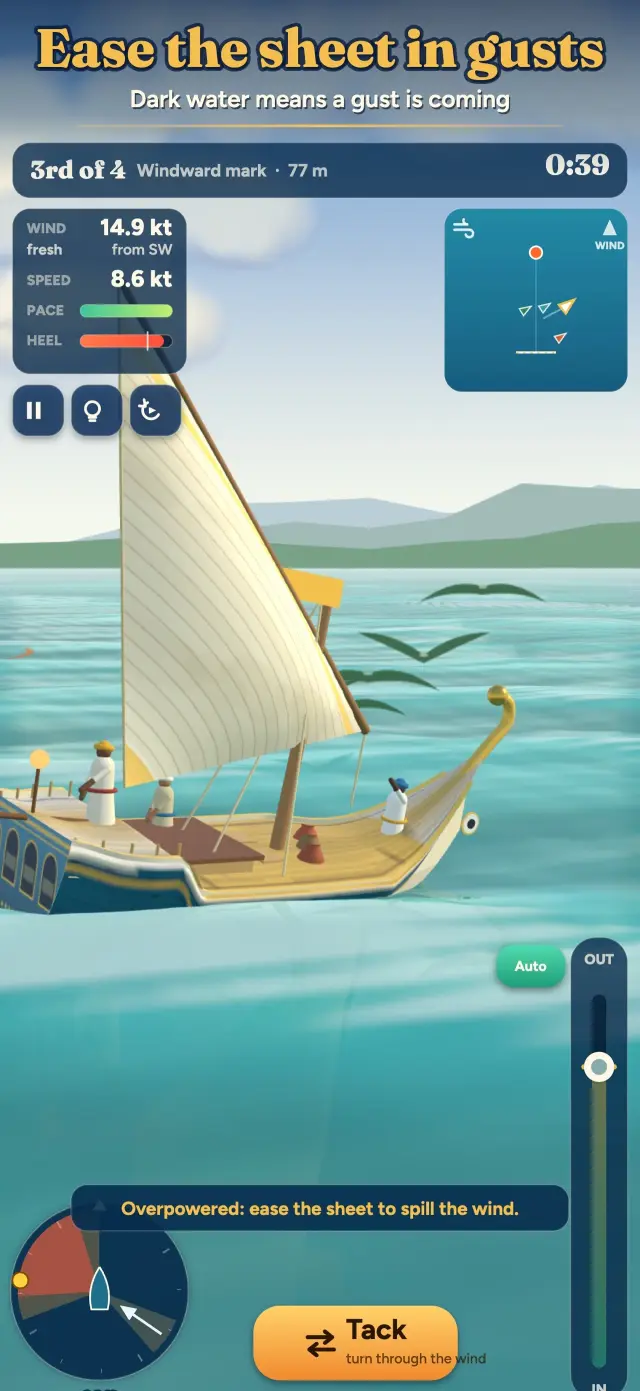 Ease the sheet in gusts
Dark water means a gust is coming
3rd of 4 Windward mark · 77 m 0:39
WIND 14.9 kt
fresh from SW
SPEED 8.6 kt
PACE
HEEL
WIND
Auto
OUT
Overpowered: ease the sheet to spill the wind.
Tack
turn through the wind
IN